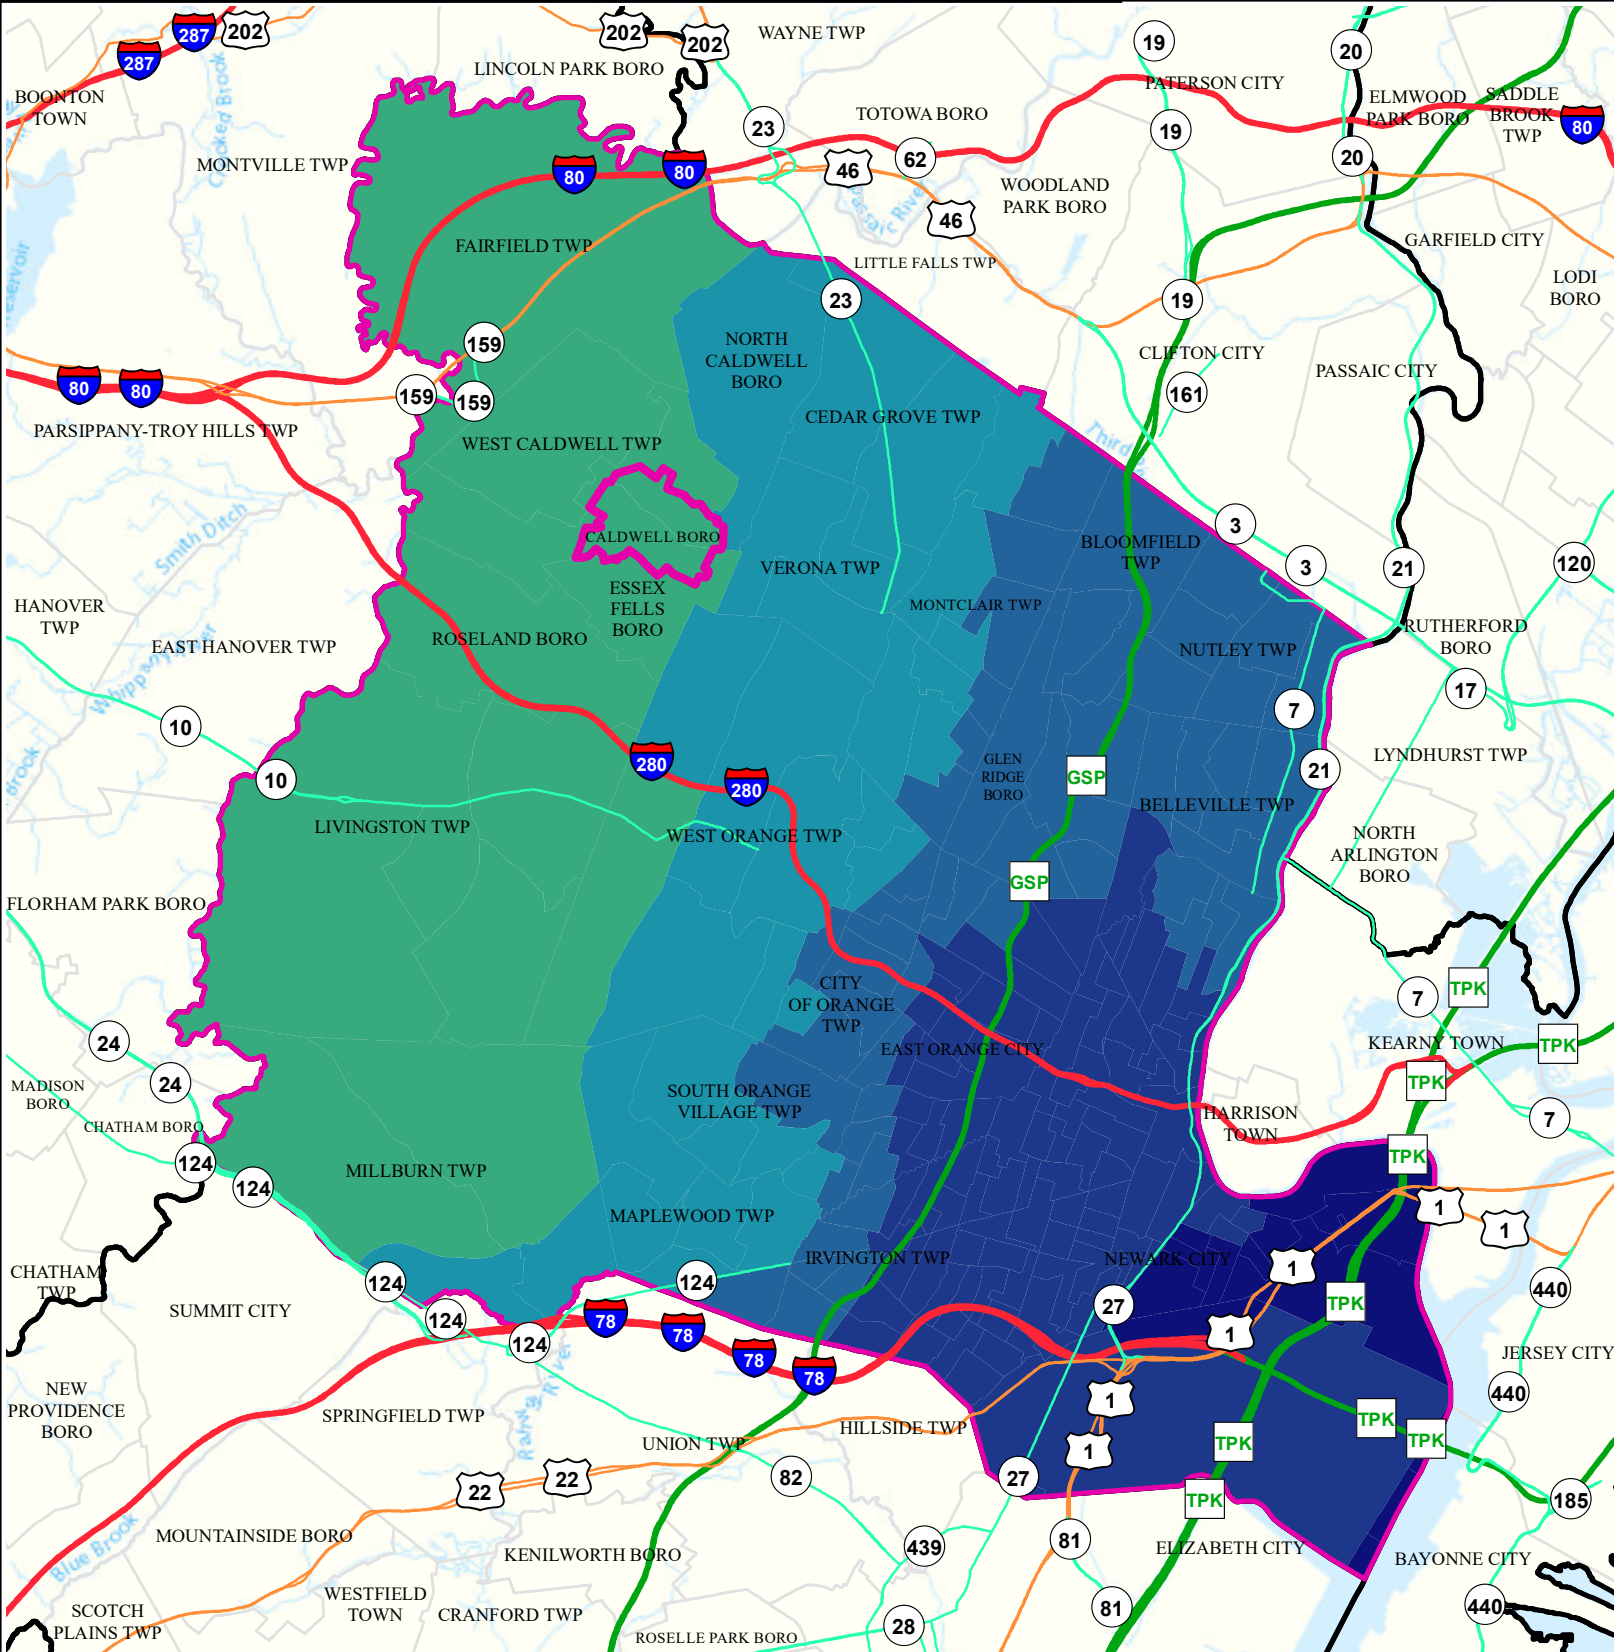 287
202
287
202
202
WAYNE TWP
19
20
LINCOLN PARK BORO
PATERSON CITY
BOONTON
TOWN
ELMWOOD
PARK BORO
SADDLE
BROOK
TWP
80
TOTOWA BORO
23
19
Crooked Brook
MONTVILLE TWP
80
80
46
62
20
WOODLAND
PARK BORO
Passaic River
46
FAIRFIELD TWP
LITTLE FALLS TWP
GARFIELD CITY
LODI
BORO
23
19
159
NORTH
CALDWELL
BORO
CLIFTON CITY
PASSAIC CITY
80
80
159
159
161
PARSIPPANY-TROY HILLS TWP
WEST CALDWELL TWP
CEDAR GROVE TWP
Third
Smith Ditch
3
CALDWELL BORO
BLOOMFIELD
TWP
VERONA TWP
3
21
120
HANOVER
TWP
ESSEX
FELLS
BORO
MONTCLAIR TWP
EAST HANOVER TWP
ROSELAND BORO
RUTHERFORD
BORO
NUTLEY TWP
17
10
7
280
280
GLEN
RIDGE
BORO
GSP
21
LYNDHURST TWP
Brook
10
LIVINGSTON TWP
WEST ORANGE TWP
BELLEVILLE TWP
NORTH
ARLINGTON
BORO
GSP
FLORHAM PARK BORO
CITY
OF ORANGE
TWP
7
TPK
24
EAST ORANGE CITY
KEARNY TOWN
TPK
24
TPK
MADISON
BORO
SOUTH ORANGE
VILLAGE TWP
HARRISON
TOWN
7
CHATHAM BORO
124
124
MILLBURN TWP
TPK
MAPLEWOOD TWP
1
1
IRVINGTON TWP
NEWARK CITY
CHATHAM
TWP
124
124
1
440
SUMMIT CITY
124
124
78
78
78
78
27
1
TPK
JERSEY CITY
NEW
PROVIDENCE
BORO
440
SPRINGFIELD TWP
HILLSIDE TWP
1
TPK
TPK
UNION TWP
1
TPK
22
22
82
27
TPK
185
MOUNTAINSIDE BORO
Blue Brook
KENILWORTH BORO
439
81
ELIZABETH CITY
BAYONNE CITY
WESTFIELD
TOWN
SCOTCH
PLAINS TWP
CRANFORD TWP
28
81
440
ROSELLE PARK BORO